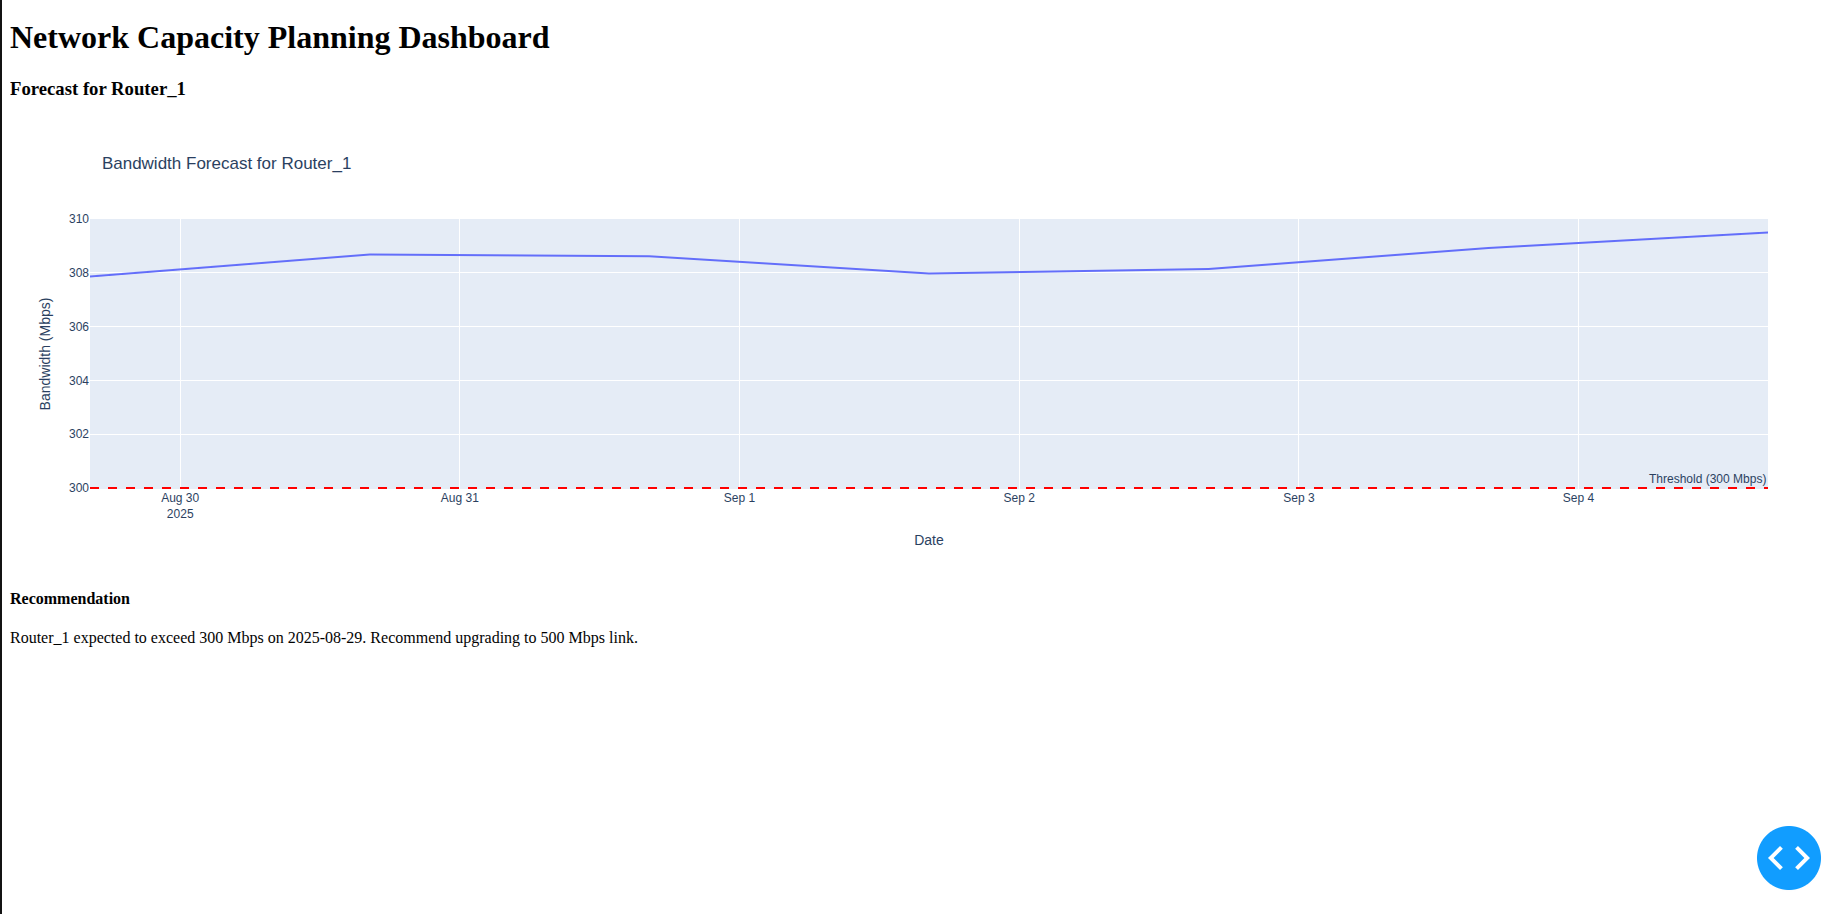 Network Capacity Planning Dashboard
Forecast for Router_1
Bandwidth Forecast for Router_1
310
308
306
304
302
300
Bandwidth (Mbps)
Threshold (300 Mbps)
Aug 30 Aug 31 Sep 1 Sep 2 Sep 3 Sep 4
2025
Date
Recommendation
Router_1 expected to exceed 300 Mbps on 2025-08-29. Recommend upgrading to 500 Mbps link.